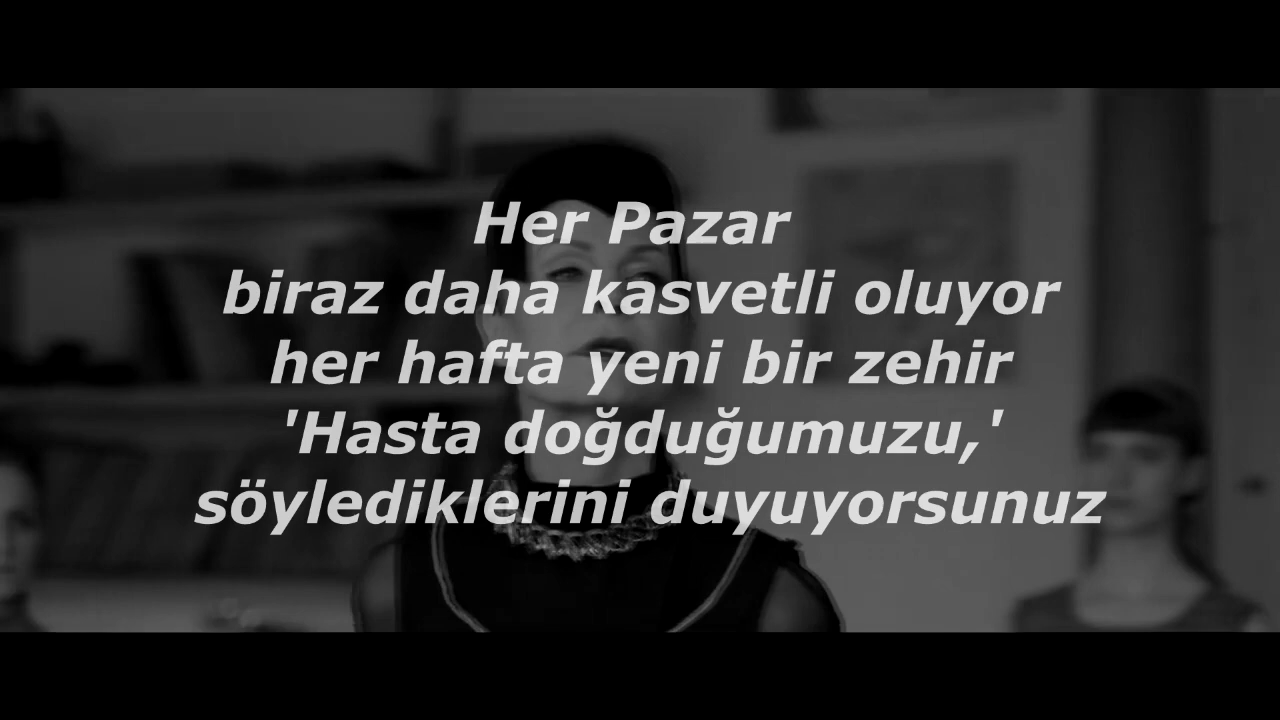 Her Pazar
biraz daha kasvetli oluyor
her hafta yeni bir zehir
'Hasta doğduğumuzu,'
söylediklerini duyuyorsunuz